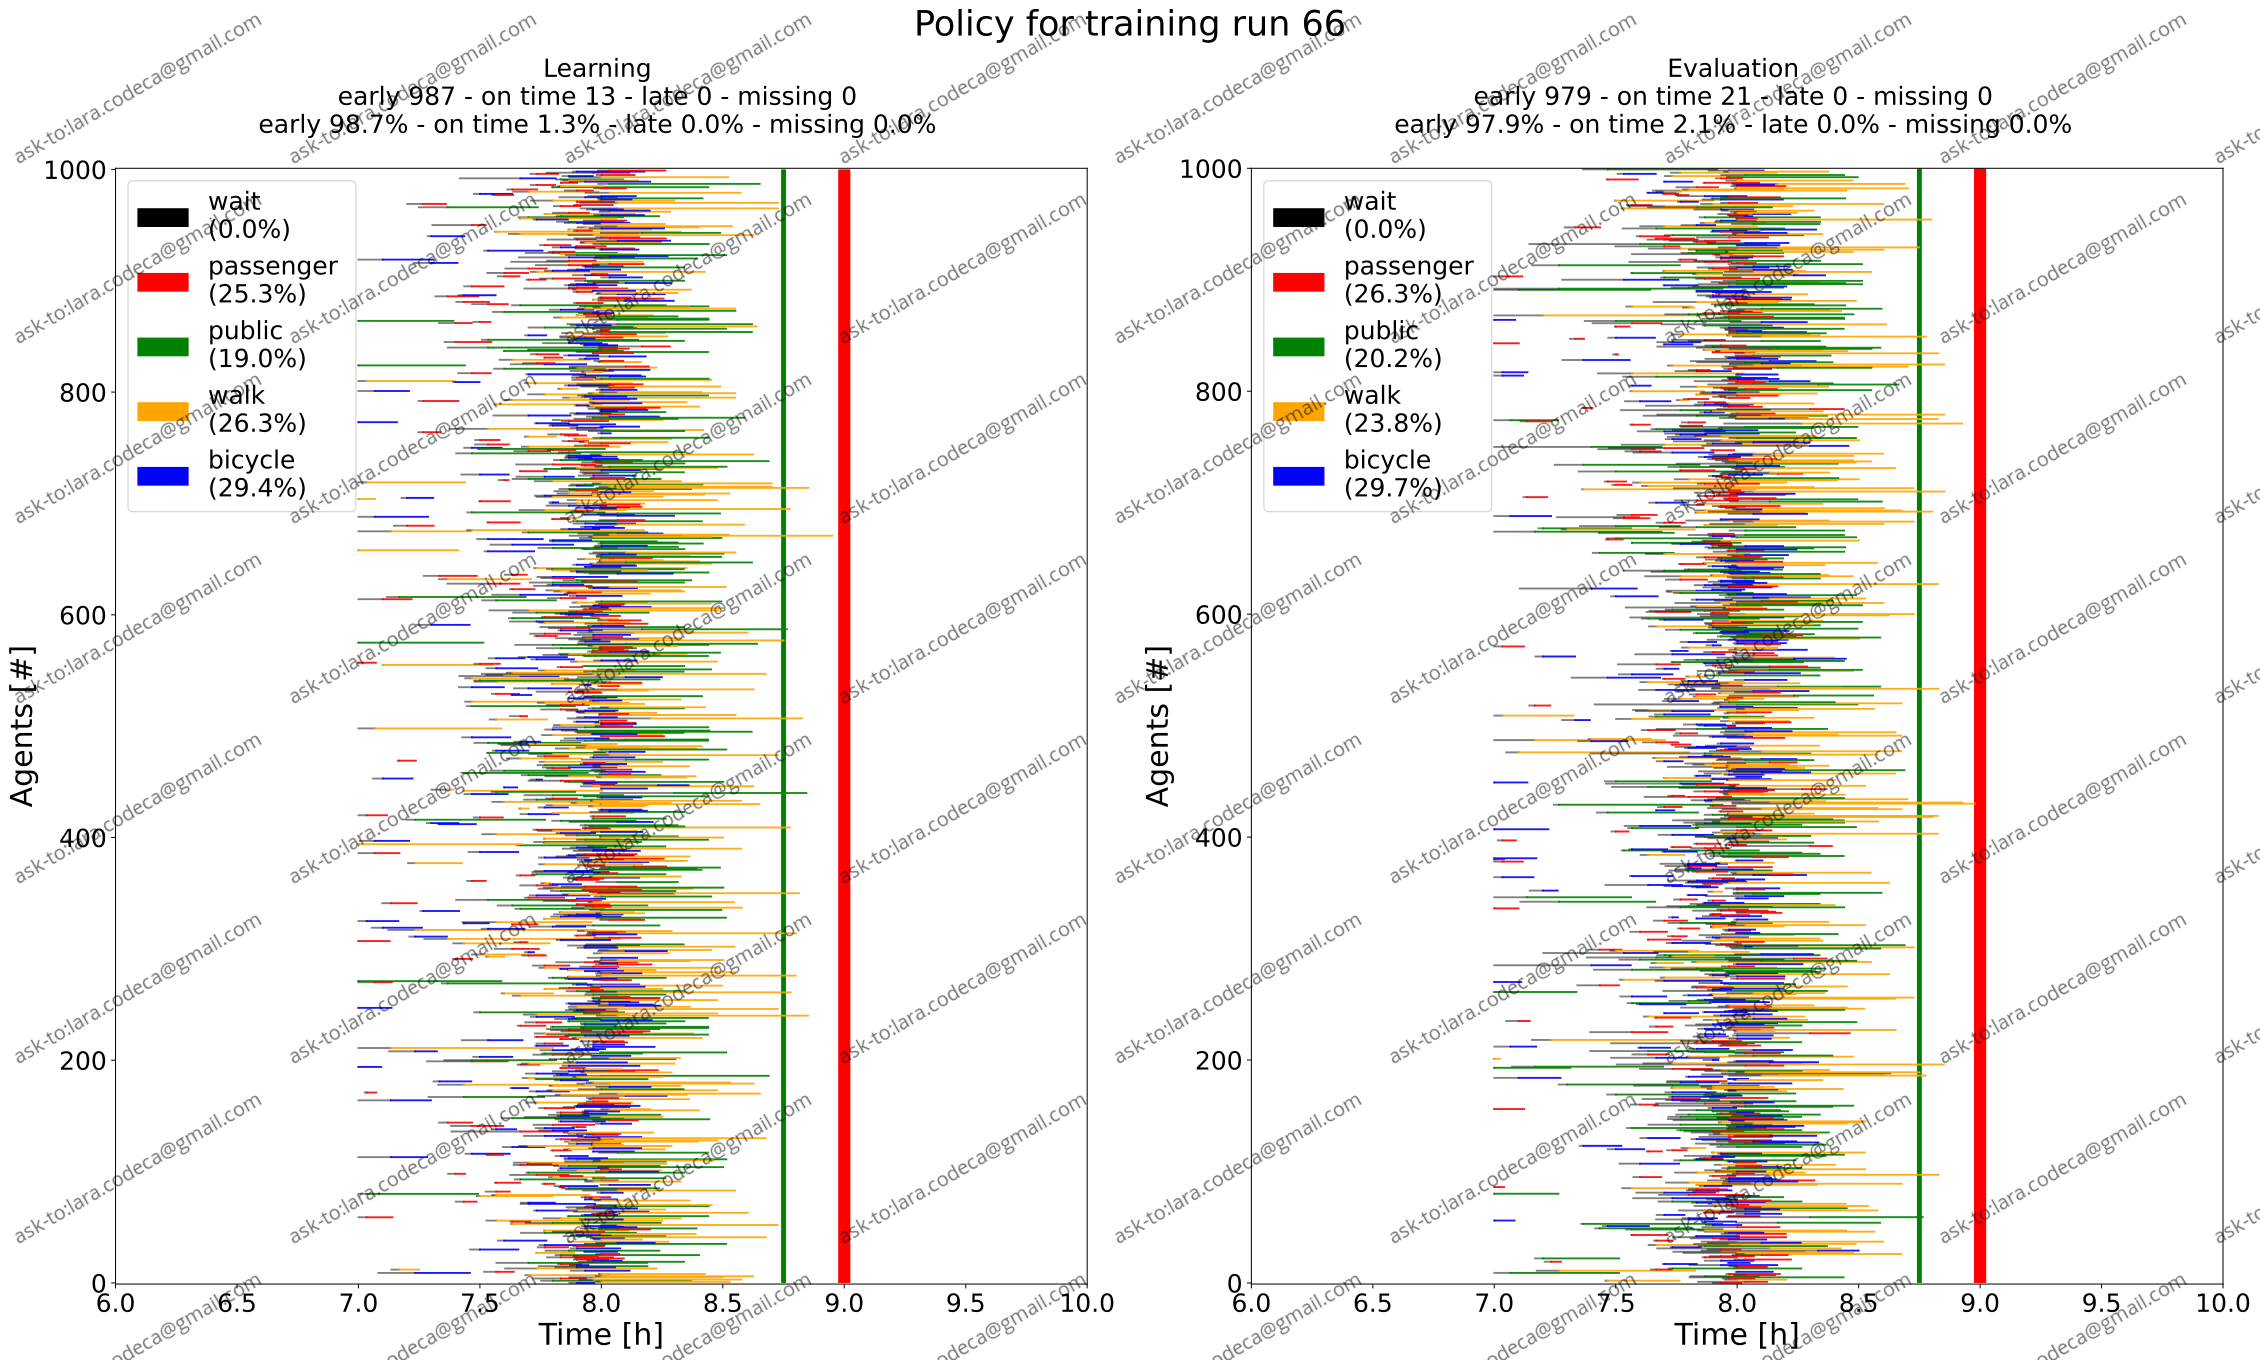 Policy for training run 66
Learning
early 987 - on time 13 - late 0 - missing 0
early 98.7% - on time 1.3% - late 0.0% - missing 0.0%
1000
800
600
400
200
0
Agents [#]
wait
(0.0%)
passenger
(25.3%)
public
(19.0%)
walk
(26.3%)
bicycle
(29.4%)
6.0 6.5 7.0 7.5 8.0 8.5 9.0 9.5 10.0
Time [h]
Evaluation
early 979 - on time 21 - late 0 - missing 0
early 97.9% - on time 2.1% - late 0.0% - missing 0.0%
1000
800
600
400
200
0
Agents [#]
wait
(0.0%)
passenger
(26.3%)
public
(20.2%)
walk
(23.8%)
bicycle
(29.7%)
6.0 6.5 7.0 7.5 8.0 8.5 9.0 9.5 10.0
Time [h]
ask-to:lara.codeca@gmail.com